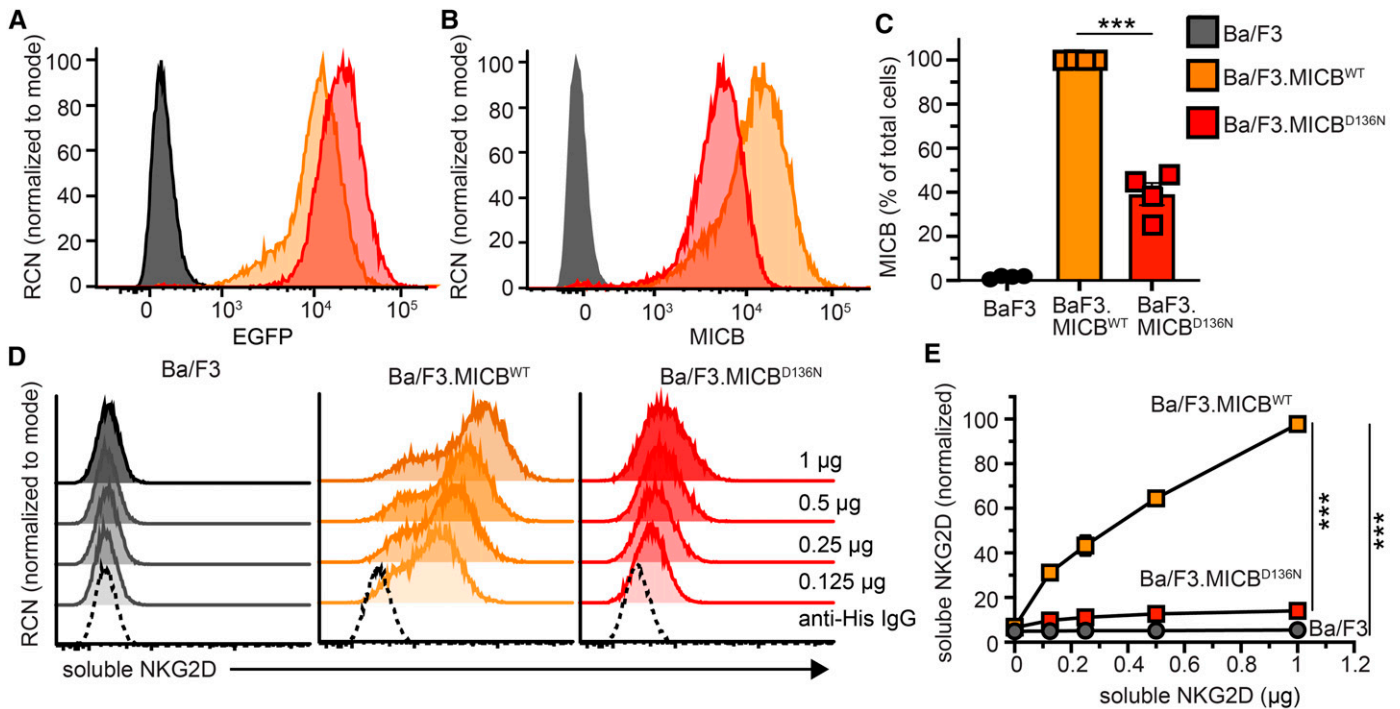 A
RCN (normalized to mode)
100
80
60
40
20
0
0 10³ 10⁴ 10⁵
EGFP
B
RCN (normalized to mode)
100
80
60
40
20
0
0 10³ 10⁴ 10⁵
MICB
C
MICB (% of total cells)
100
80
60
40
20
0
***
BaF3
BaF3.
MICB^WT
BaF3.
MICB^D136N
Ba/F3
Ba/F3.MICB^WT
Ba/F3.MICB^D136N
D
RCN (normalized to mode)
Ba/F3
Ba/F3.MICB^WT
Ba/F3.MICB^D136N
1 µg
0.5 µg
0.25 µg
0.125 µg
anti-His IgG
soluble NKG2D
E
soluble NKG2D (normalized)
100
80
60
40
20
10
0
Ba/F3.MICB^WT
Ba/F3.MICB^D136N
Ba/F3
***
***
0 0.2 0.4 0.6 0.8 1 1.2
soluble NKG2D (µg)